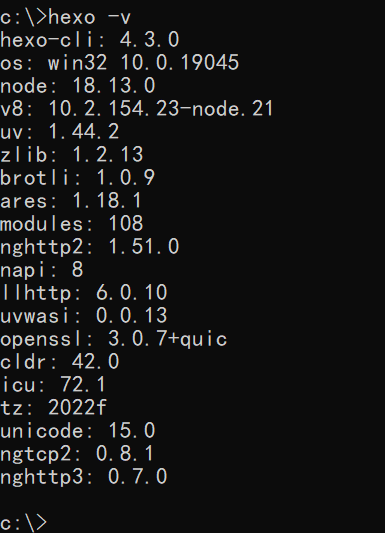 c:\>hexo -v
hexo-cli: 4.3.0
os: win32 10.0.19045
node: 18.13.0
v8: 10.2.154.23-node.21
uv: 1.44.2
zlib: 1.2.13
brotli: 1.0.9
ares: 1.18.1
modules: 108
nghttp2: 1.51.0
napi: 8
llhttp: 6.0.10
uvwasi: 0.0.13
openssl: 3.0.7+quic
cldr: 42.0
icu: 72.1
tz: 2022f
unicode: 15.0
ngtcp2: 0.8.1
nghttp3: 0.7.0
c:\>